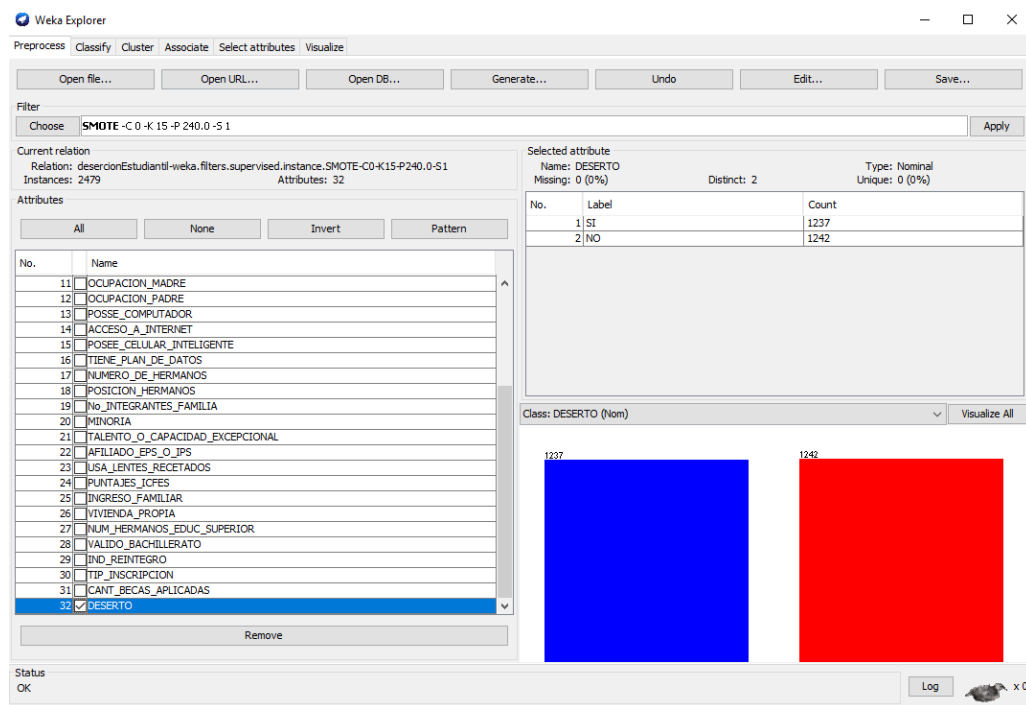 Weka Explorer
Preprocess Classify Cluster Associate Select attributes Visualize
Open file... Open URL... Open DB... Generate... Undo Edit... Save...
Filter
Choose SMOTE -C 0 -K 15 -P 240.0 -S 1 Apply
Current relation
Relation: desercionEstudiantil-weka.filters.supervised.instance.SMOTE-C0-K15-P240.0-S1
Instances: 2479 Attributes: 32
Attributes
All None Invert Pattern
No. Name
11 OCUPACION_MADRE
12 OCUPACION_PADRE
13 POSSE_COMPUTADOR
14 ACCESO_A_INTERNET
15 POSEE_CELULAR_INTELIGENTE
16 TIENE_PLAN_DE_DATOS
17 NUMERO_DE_HERMANOS
18 POSICION_HERMANOS
19 No_INTEGRANTES_FAMILIA
20 MINORIA
21 TALENTO_O_CAPACIDAD_EXCEPCIONAL
22 AFILIADO_EPS_O_IPS
23 USA_LENTES_RECETADOS
24 PUNTAJES_ICFES
25 INGRESO_FAMILIAR
26 VIVIENDA_PROPIA
27 NUM_HERMANOS_EDUC_SUPERIOR
28 VALIDO_BACHILLERATO
29 IND_REINTEGRO
30 TIP_INSCRIPCION
31 CANT_BECAS_APLICADAS
32 DESERTO
Remove
Selected attribute
Name: DESERTO Type: Nominal
Missing: 0 (0%) Distinct: 2 Unique: 0 (0%)
No. Label Count
1 SI 1237
2 NO 1242
Class: DESERTO (Nom) Visualize All
1237 1242
Status
OK Log x 0